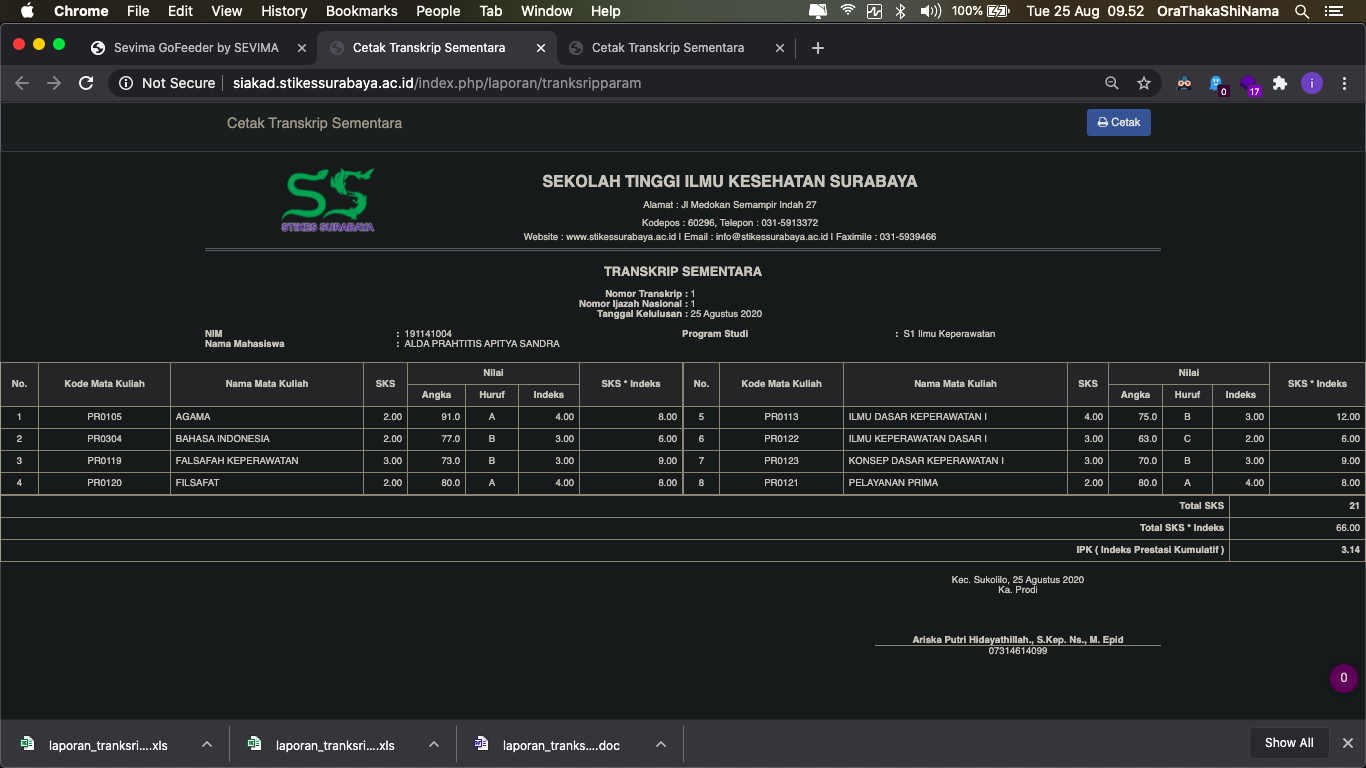 Chrome File Edit View History Bookmarks People Tab Window Help 100% Tue 25 Aug 09.52 OraThakaShiNama
Sevima GoFeeder by SEVIMA Cetak Transkrip Sementara Cetak Transkrip Sementara
Not Secure siakad.stikessurabaya.ac.id/index.php/laporan/tranksripparam 0 17 i
Cetak Transkrip Sementara Cetak
SS
STIKES SURABAYA
SEKOLAH TINGGI ILMU KESEHATAN SURABAYA
Alamat : Jl Medokan Semampir Indah 27
Kodepos : 60296, Telepon : 031-5913372
Website : www.stikessurabaya.ac.id I Email : info@stikessurabaya.ac.id I Faximile : 031-5939466
TRANSKRIP SEMENTARA
Nomor Transkrip : 1
Nomor Ijazah Nasional : 1
Tanggal Kelulusan : 25 Agustus 2020
NIM : 191141004 Program Studi : S1 Ilmu Keperawatan
Nama Mahasiswa : ALDA PRAHTITIS APITYA SANDRA
No. Kode Mata Kuliah Nama Mata Kuliah SKS Nilai SKS * Indeks No. Kode Mata Kuliah Nama Mata Kuliah SKS Nilai SKS * Indeks
Angka Huruf Indeks Angka Huruf Indeks
1 PR0105 AGAMA 2.00 91.0 A 4.00 8.00 5 PR0113 ILMU DASAR KEPERAWATAN I 4.00 75.0 B 3.00 12.00
2 PR0304 BAHASA INDONESIA 2.00 77.0 B 3.00 6.00 6 PR0122 ILMU KEPERAWATAN DASAR I 3.00 63.0 C 2.00 6.00
3 PR0119 FALSAFAH KEPERAWATAN 3.00 73.0 B 3.00 9.00 7 PR0123 KONSEP DASAR KEPERAWATAN I 3.00 70.0 B 3.00 9.00
4 PR0120 FILSAFAT 2.00 80.0 A 4.00 8.00 8 PR0121 PELAYANAN PRIMA 2.00 80.0 A 4.00 8.00
Total SKS 21
Total SKS * Indeks 66.00
IPK ( Indeks Prestasi Kumulatif ) 3.14
Kec. Sukolilo, 25 Agustus 2020
Ka. Prodi
Ariska Putri Hidayathillah., S.Kep. Ns., M. Epid
07314614099
0
laporan_tranksri....xls laporan_tranksri....xls laporan_tranks....doc Show All